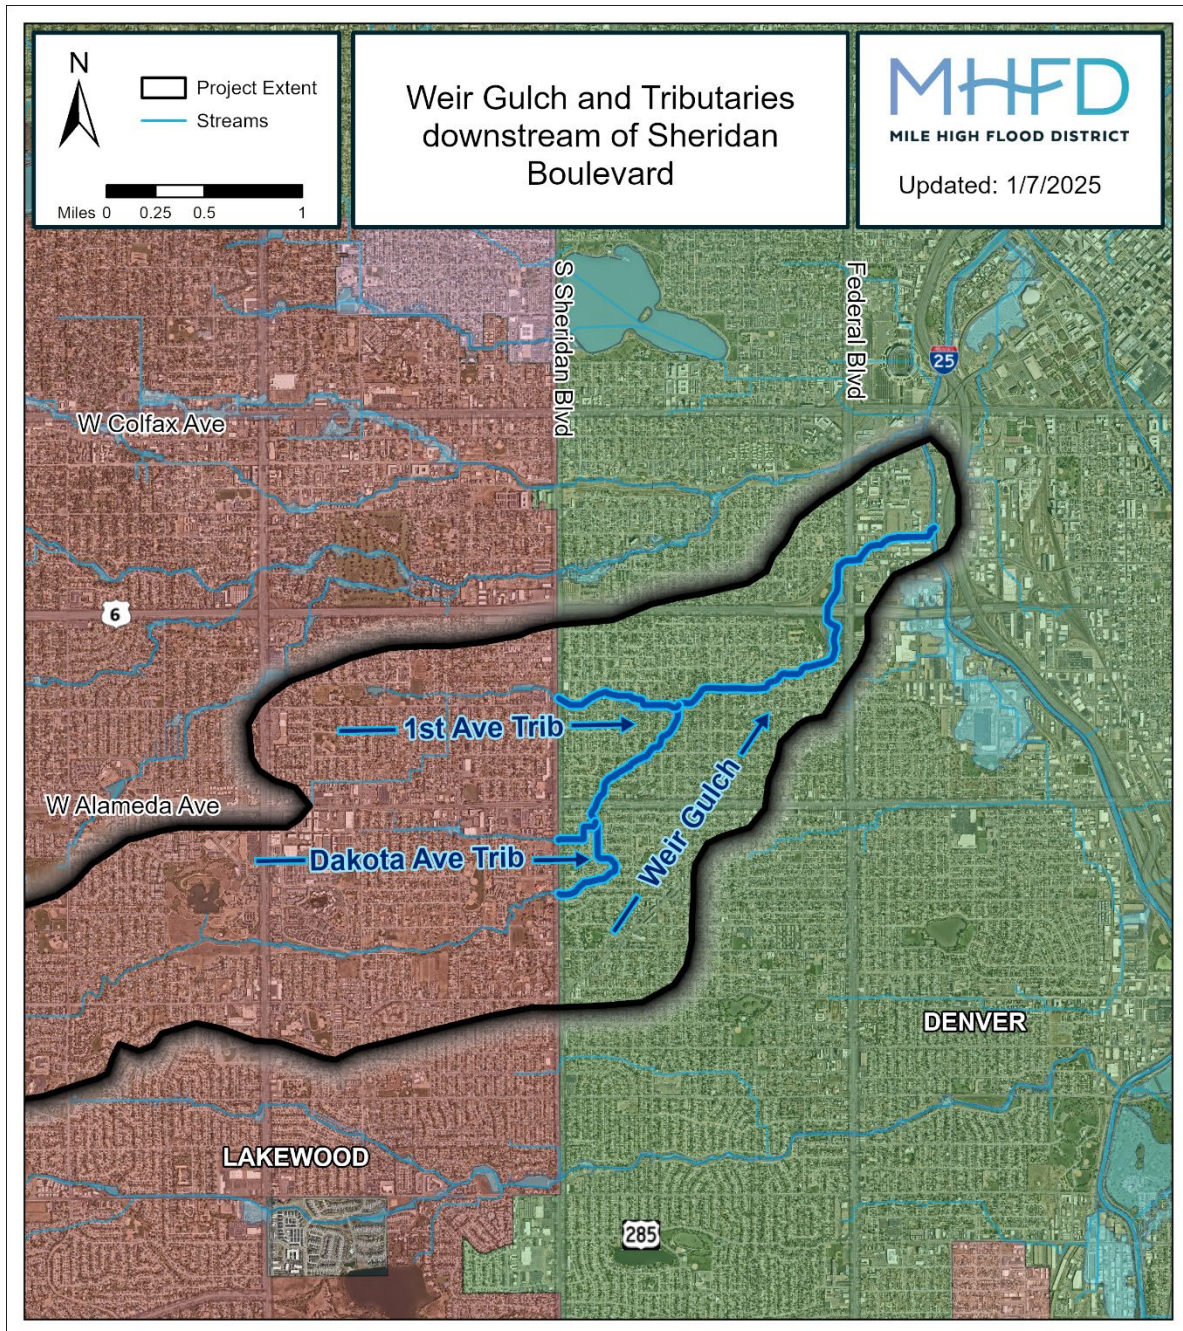 N
Project Extent
Streams
Miles 0 0.25 0.5 1
Weir Gulch and Tributaries
downstream of Sheridan
Boulevard
MHFD
MILE HIGH FLOOD DISTRICT
Updated: 1/7/2025
S Sheridan Blvd
Federal Blvd
25
W Colfax Ave
6
1st Ave Trib
W Alameda Ave
Dakota Ave Trib
Weir Gulch
DENVER
LAKEWOOD
285